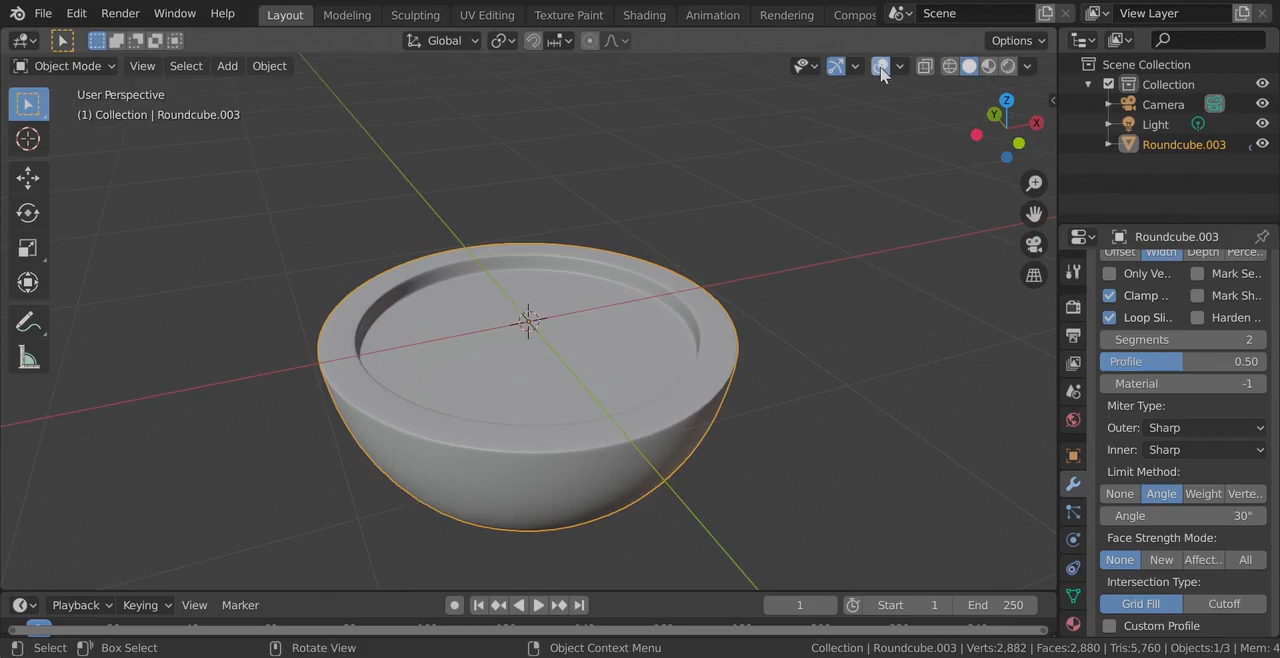 File Edit Render Window Help Layout Modeling Sculpting UV Editing Texture Paint Shading Animation Rendering Compos Scene View Layer
Global Options
Object Mode View Select Add Object
User Perspective
(1) Collection | Roundcube.003
Z
Y
X
Scene Collection
Collection
Camera
Light
Roundcube.003
Roundcube.003
Offset Width Depth Perce..
Only Ve.. Mark Se..
Clamp .. Mark Sh..
Loop Sli.. Harden ..
Segments 2
Profile 0.50
Material -1
Miter Type:
Outer: Sharp
Inner: Sharp
Limit Method:
None Angle Weight Verte..
Angle 30°
Face Strength Mode:
None New Affect.. All
Intersection Type:
Grid Fill Cutoff
Custom Profile
Playback Keying View Marker 1 Start 1 End 250
Select Box Select Rotate View Object Context Menu Collection | Roundcube.003 | Verts:2,882 | Faces:2,880 | Tris:5,760 | Objects:1/3 | Mem: 4